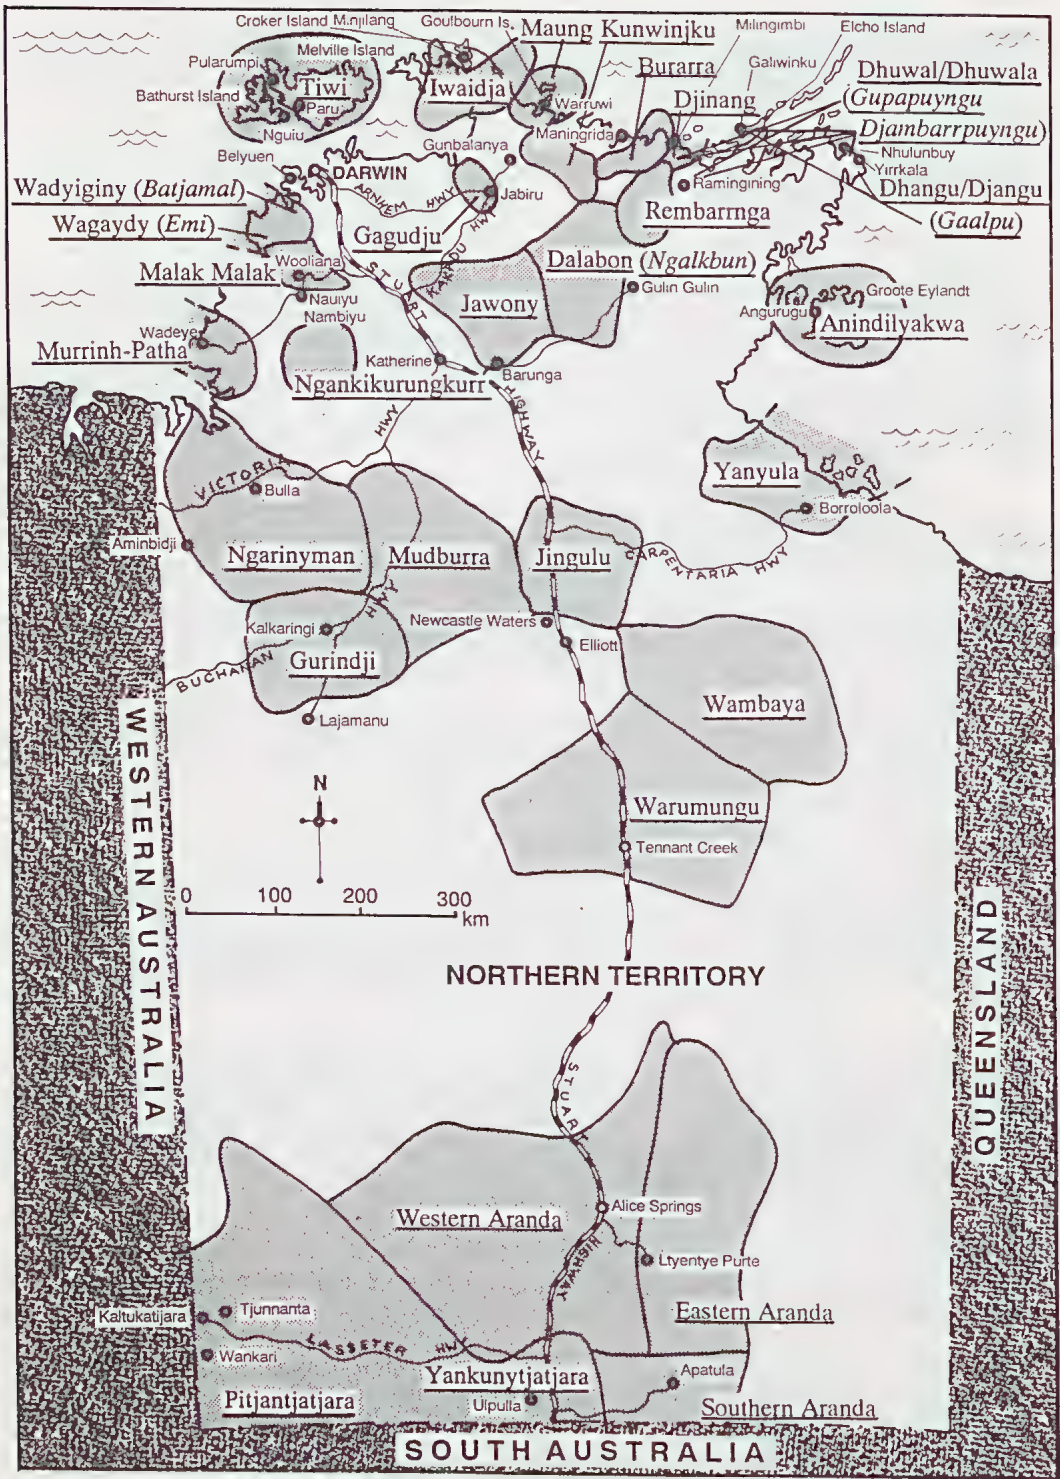 Croker Island Minjilang
Goulbourn Is.
Maung
Kunwinjku
Milingimbi
Elcho Island
Melville Island
Pularumpi
Tiwi
Bathurst Island
Paru
Nguiu
Iwaidja
Warruwi
Burarra
Galiwinku
Djinang
Maningrida
Dhuwal/Dhuwala
(Gupapuyngu
Djambarrpuyngu)
Nhulunbuy
Yirrkala
Dhangu/Djangu
(Gaalpu)
Gunbalanya
Belyuen
DARWIN
ARNHEM HWY
Jabiru
Ramingining
Rembarrnga
Wadyiginy (Batjamal)
Wagaydy (Emi)
Gagudju
KAKADU HWY
Wooliana
Malak Malak
Nauiyu
Nambiyu
STUART
HIGHWAY
Dalabon (Ngalkbun)
Gulin Gulin
Jawony
Groote Eylandt
Angurugu
Anindilyakwa
Wadeye
Murrinh-Patha
Katherine
Barunga
Ngankikurungkurr
VICTORIA
HWY
Bulla
Yanyula
Borroloola
Aminbidji
Ngarinyman
Mudburra
Jingulu
CARPENTARIA HWY
Kalkaringi
Newcastle Waters
Elliott
BUCHANAN
HWY
Gurindji
Lajamanu
Wambaya
Warumungu
Tennant Creek
N
0 100 200 300
km
WESTERN AUSTRALIA
QUEENSLAND
NORTHERN TERRITORY
STUART
HIGHWAY
Western Aranda
Alice Springs
Ltyentye Purte
Eastern Aranda
Kaltukatjara
Tjunnanta
LASSETER HWY
Wankari
Pitjantjatjara
Yankunytjatjara
Ulpulla
Apatula
Southern Aranda
SOUTH AUSTRALIA